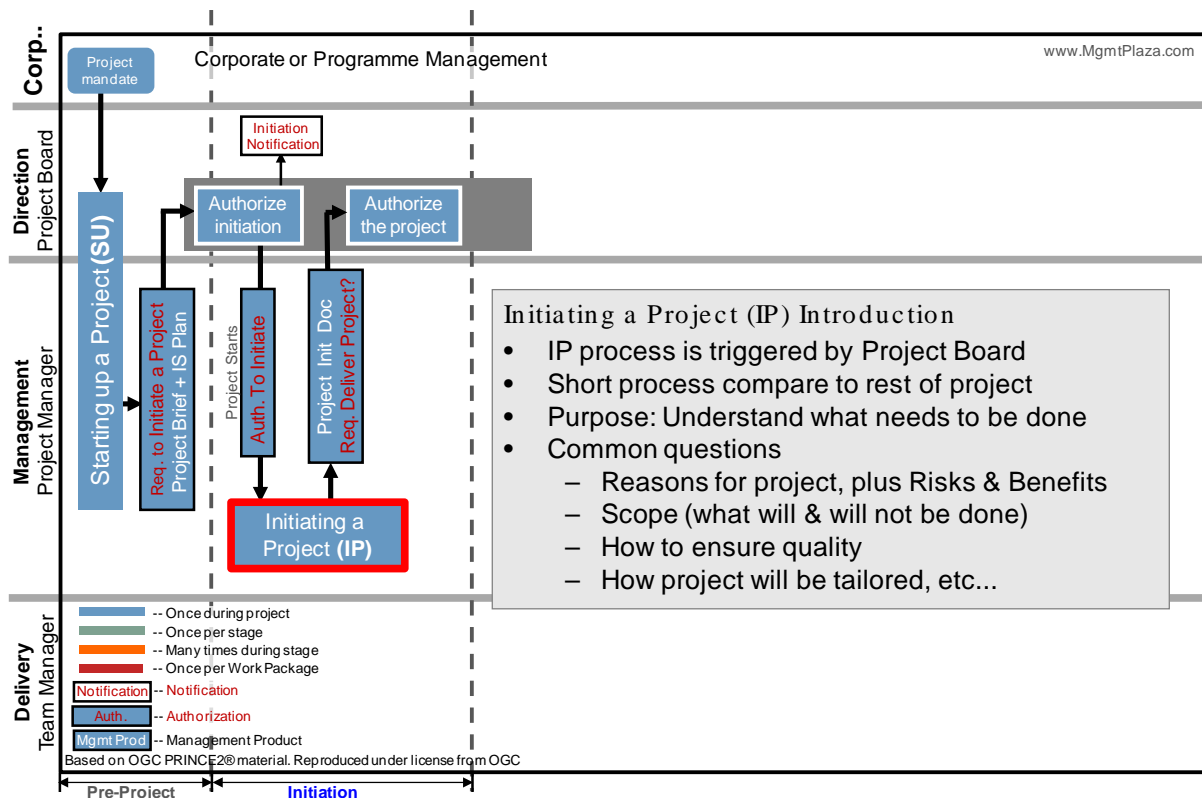 Corp..
Project
mandate
Corporate or Programme Management
www.MgmtPlaza.com
Direction
Project Board
Initiation
Notification
Authorize
initiation
Authorize
the project
Management
Project Manager
Starting up a Project (SU)
Req. to Initiate a Project
Project Brief + IS Plan
Project Starts
Auth. To Initiate
Project Init Doc
Req. Deliver Project?
Initiating a
Project (IP)
Initiating a Project (IP) Introduction
• IP process is triggered by Project Board
• Short process compare to rest of project
• Purpose: Understand what needs to be done
• Common questions
– Reasons for project, plus Risks & Benefits
– Scope (what will & will not be done)
– How to ensure quality
– How project will be tailored, etc...
Delivery
Team Manager
-- Once during project
-- Once per stage
-- Many times during stage
-- Once per Work Package
Notification -- Notification
Auth. -- Authorization
Mgmt Prod -- Management Product
Based on OGC PRINCE2® material. Reproduced under license from OGC
Pre-Project
Initiation